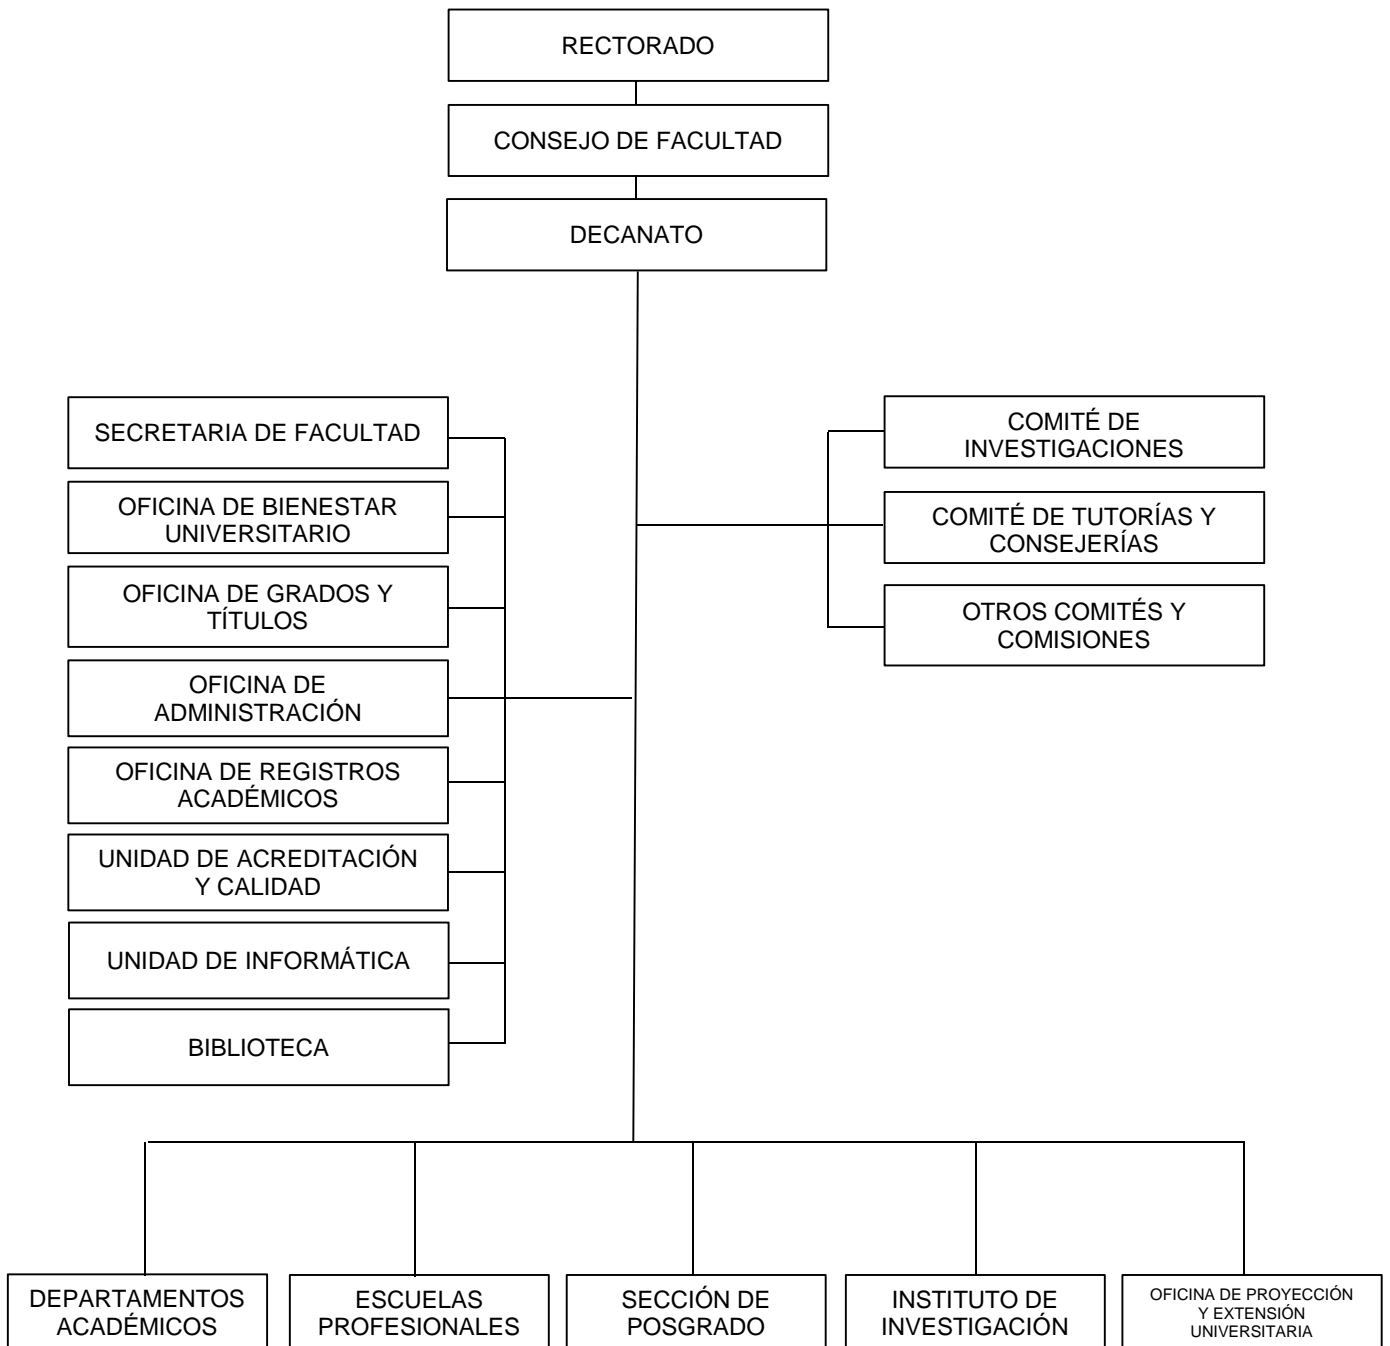 RECTORADO
CONSEJO DE FACULTAD
DECANATO
SECRETARIA DE FACULTAD
OFICINA DE BIENESTAR
UNIVERSITARIO
OFICINA DE GRADOS Y
TÍTULOS
OFICINA DE
ADMINISTRACIÓN
OFICINA DE REGISTROS
ACADÉMICOS
UNIDAD DE ACREDITACIÓN
Y CALIDAD
UNIDAD DE INFORMÁTICA
BIBLIOTECA
COMITÉ DE
INVESTIGACIONES
COMITÉ DE TUTORÍAS Y
CONSEJERÍAS
OTROS COMITÉS Y
COMISIONES
DEPARTAMENTOS
ACADÉMICOS
ESCUELAS
PROFESIONALES
SECCIÓN DE
POSGRADO
INSTITUTO DE
INVESTIGACIÓN
OFICINA DE PROYECCIÓN
Y EXTENSIÓN
UNIVERSITARIA